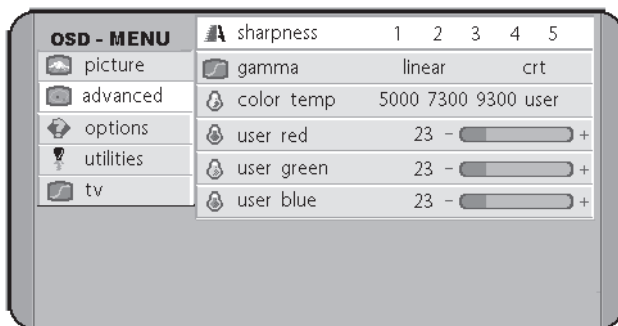 OSD - MENU
picture
advanced
options
utilities
tv
sharpness 1 2 3 4 5
gamma linear crt
color temp 5000 7300 9300 user
user red 23 - +
user green 23 - +
user blue 23 - +